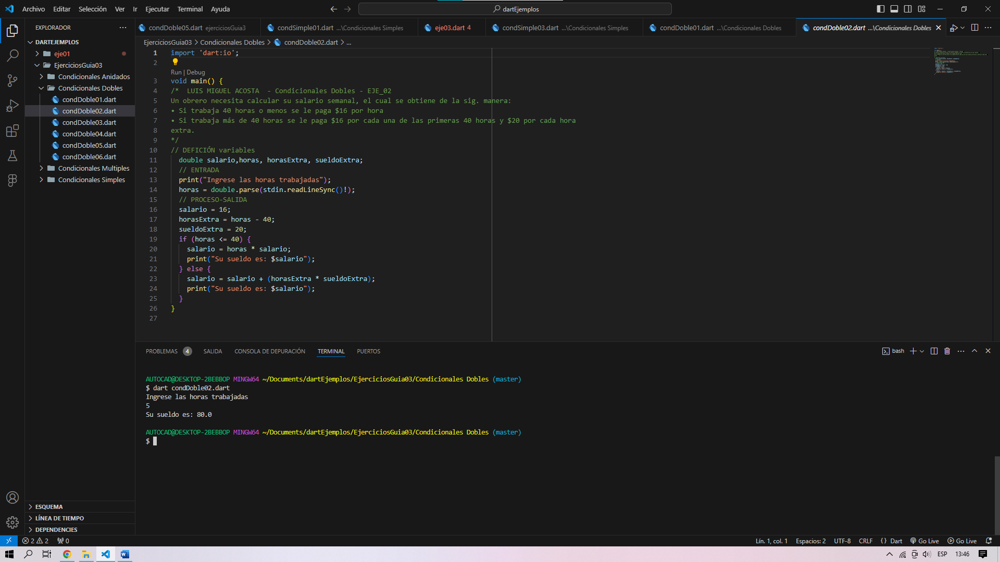 Archivo Editar Selección Ver Ir Ejecutar Terminal Ayuda
dartEjemplos
EXPLORADOR
condDoble05.dart ejerciciosGuia3
condSimple01.dart ...\Condicionales Simples
eje03.dart 4
condSimple03.dart ...\Condicionales Simples
condDoble01.dart ...\Condicionales Dobles
condDoble02.dart ...\Condicionales Dobles
DARTEJEMPLOS
eje01
EjerciciosGuia03
Condicionales Anidados
Condicionales Dobles
condDoble01.dart
condDoble02.dart
condDoble03.dart
condDoble04.dart
condDoble05.dart
condDoble06.dart
Condicionales Multiples
Condicionales Simples
ESQUEMA
LÍNEA DE TIEMPO
DEPENDENCIES
EjerciciosGuia03 > Condicionales Dobles > condDoble02.dart > ...
1 import 'dart:io';
2
Run | Debug
3 void main() {
4 /*  LUIS MIGUEL ACOSTA  - Condicionales Dobles - EJE_02
5 Un obrero necesita calcular su salario semanal, el cual se obtiene de la sig. manera:
6 • Si trabaja 40 horas o menos se le paga $16 por hora
7 • Si trabaja más de 40 horas se le paga $16 por cada una de las primeras 40 horas y $20 por cada hora
8 extra.
9 */
10 // DEFICIÓN variables
11   double salario,horas, horasExtra, sueldoExtra;
12   // ENTRADA
13   print("Ingrese las horas trabajadas");
14   horas = double.parse(stdin.readLineSync()!);
15   // PROCESO-SALIDA
16   salario = 16;
17   horasExtra = horas - 40;
18   sueldoExtra = 20;
19   if (horas <= 40) {
20     salario = horas * salario;
21     print("Su sueldo es: $salario");
22   } else {
23     salario = salario + (horasExtra * sueldoExtra);
24     print("Su sueldo es: $salario");
25   }
26 }
27
PROBLEMAS 4 SALIDA CONSOLA DE DEPURACIÓN TERMINAL PUERTOS
bash
AUTOCAD@DESKTOP-2BEBBOP MINGW64 ~/Documents/dartEjemplos/EjerciciosGuia03/Condicionales Dobles (master)
$ dart condDoble02.dart
Ingrese las horas trabajadas
5
Su sueldo es: 80.0
AUTOCAD@DESKTOP-2BEBBOP MINGW64 ~/Documents/dartEjemplos/EjerciciosGuia03/Condicionales Dobles (master)
$
2 2 0
Lín. 1, col. 1 Espacios: 2 UTF-8 CRLF {} Dart Go Live Go Live
ESP 13:46